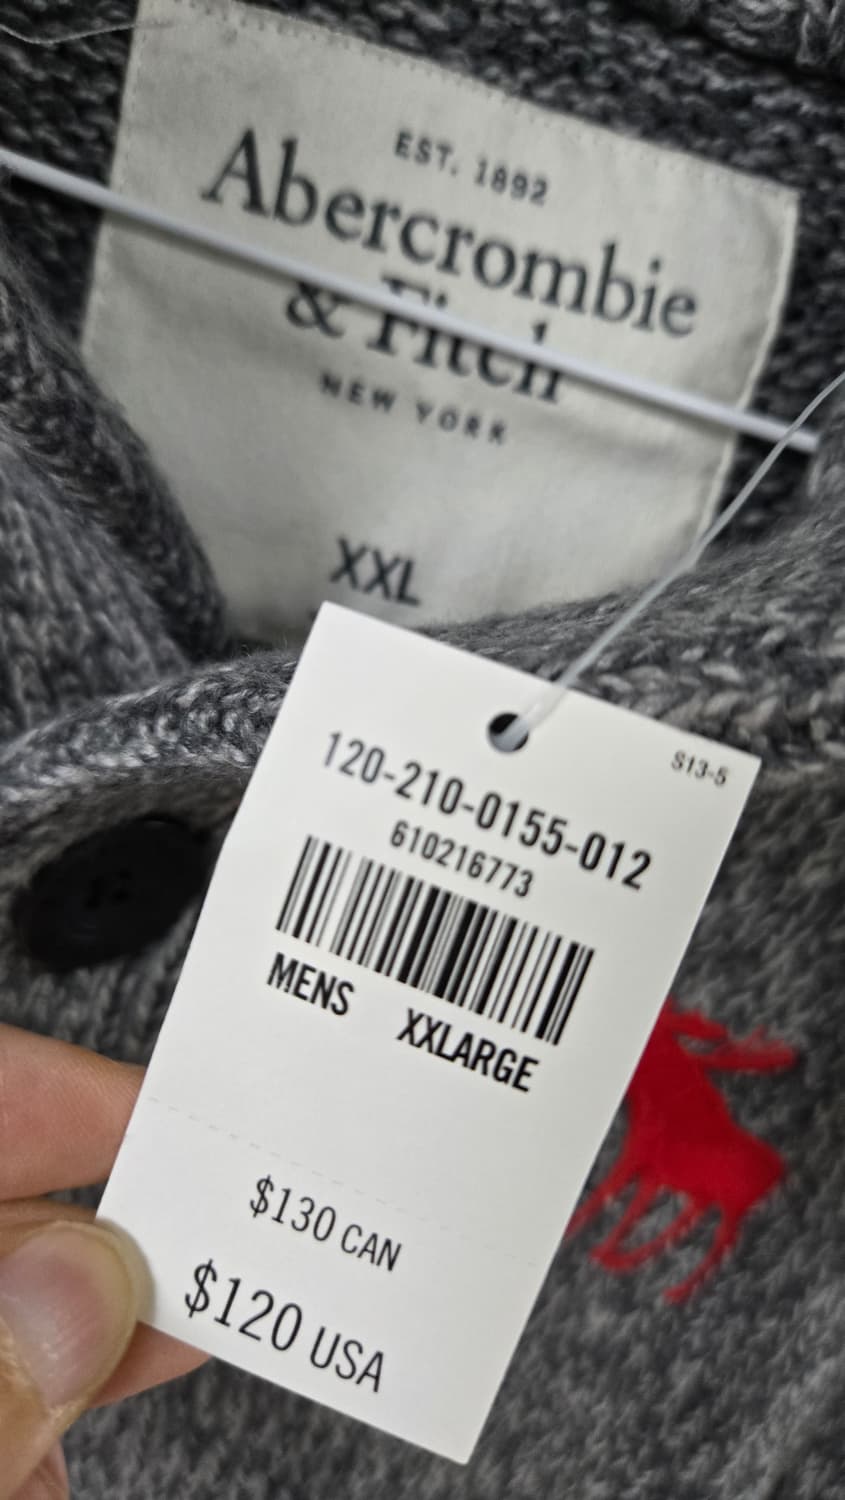 EST. 1892
Abercrombie
& Fitch
NEW YORK
XXL
S13-5
120-210-0155-012
610216773
MENS XXLARGE
$130 CAN
$120 USA